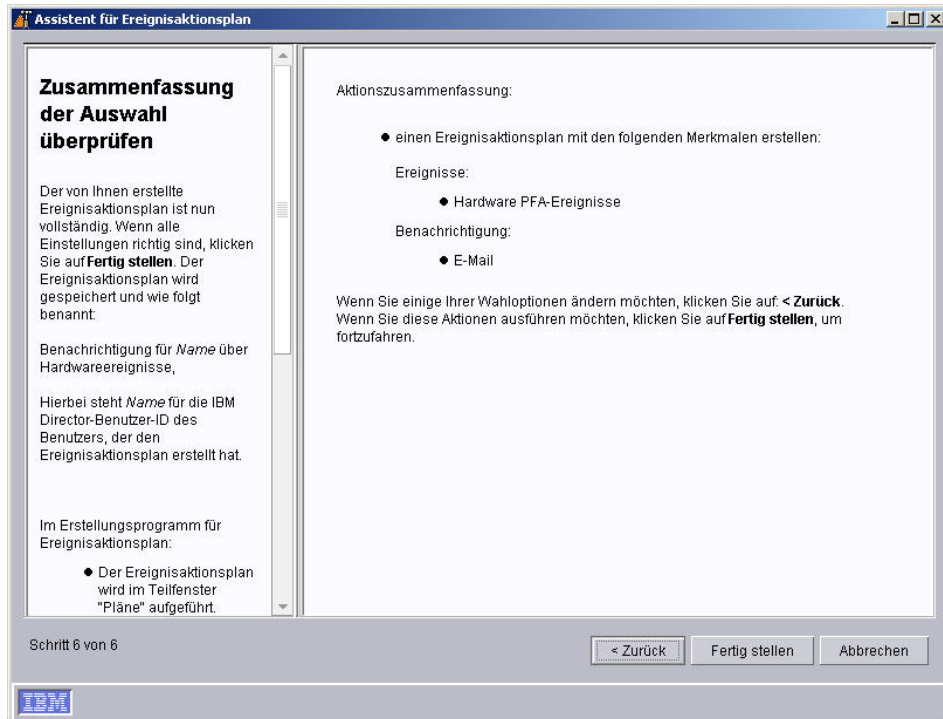 Assistent für Ereignisaktionsplan
Zusammenfassung
der Auswahl
überprüfen
Der von Ihnen erstellte
Ereignisaktionsplan ist nun
vollständig. Wenn alle
Einstellungen richtig sind, klicken
Sie auf Fertig stellen. Der
Ereignisaktionsplan wird
gespeichert und wie folgt
benannt:
Benachrichtigung für Name über
Hardwareereignisse,
Hierbei steht Name für die IBM
Director-Benutzer-ID des
Benutzers, der den
Ereignisaktionsplan erstellt hat.
Im Erstellungsprogramm für
Ereignisaktionsplan:
● Der Ereignisaktionsplan
wird im Teilfenster
"Pläne" aufgeführt.
Aktionszusammenfassung:
● einen Ereignisaktionsplan mit den folgenden Merkmalen erstellen:
Ereignisse:
● Hardware PFA-Ereignisse
Benachrichtigung:
● E-Mail
Wenn Sie einige Ihrer Wahloptionen ändern möchten, klicken Sie auf: < Zurück.
Wenn Sie diese Aktionen ausführen möchten, klicken Sie auf Fertig stellen, um
fortzufahren.
Schritt 6 von 6
< Zurück
Fertig stellen
Abbrechen
IBM